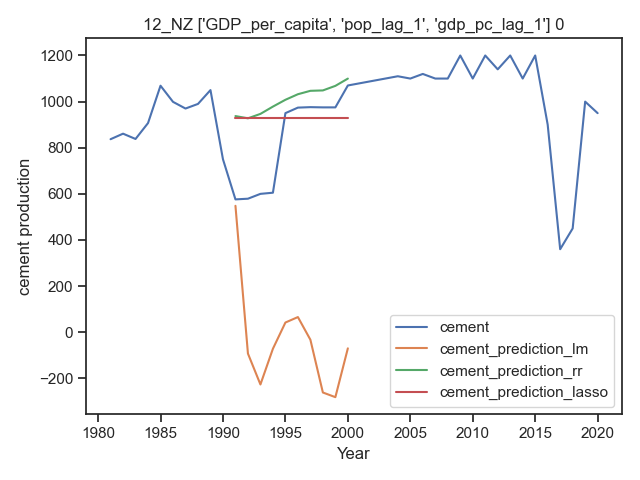 12_NZ ['GDP_per_capita', 'pop_lag_1', 'gdp_pc_lag_1'] 0
1200
1000
800
600
400
200
0
−200
cement production
1980
1985
1990
1995
2000
2005
2010
2015
2020
Year
cement
cement_prediction_lm
cement_prediction_rr
cement_prediction_lasso